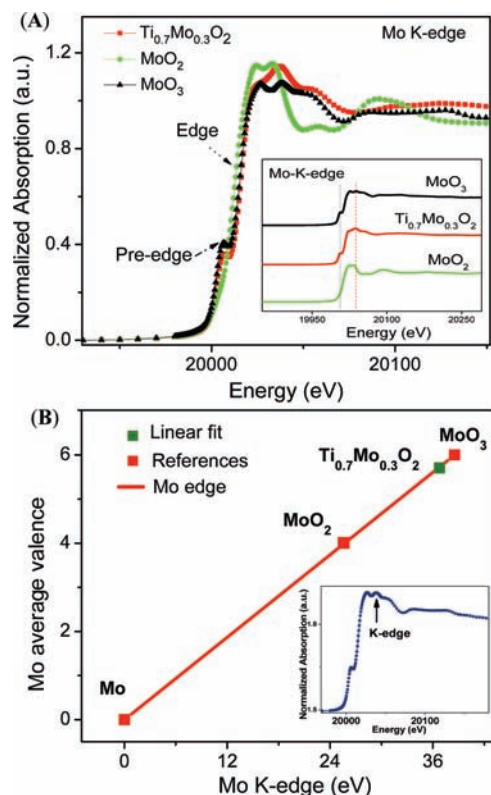 (A)
Ti0.7Mo0.3O2
MoO2
MoO3
Mo K-edge
Edge
Pre-edge
Normalized Absorption (a.u.)
1.2
0.8
0.4
0.0
20000
20100
Energy (eV)
Mo-K-edge
MoO3
Ti0.7Mo0.3O2
MoO2
19950
20100
20250
Energy (eV)
(B)
Linear fit
References
Mo edge
Ti0.7Mo0.3O2
MoO3
MoO2
Mo
Mo average valence
6
4
2
0
0
12
24
36
Mo K-edge (eV)
K-edge
Normalized Absorption (a.u.)
20000
20100
Energy (eV)